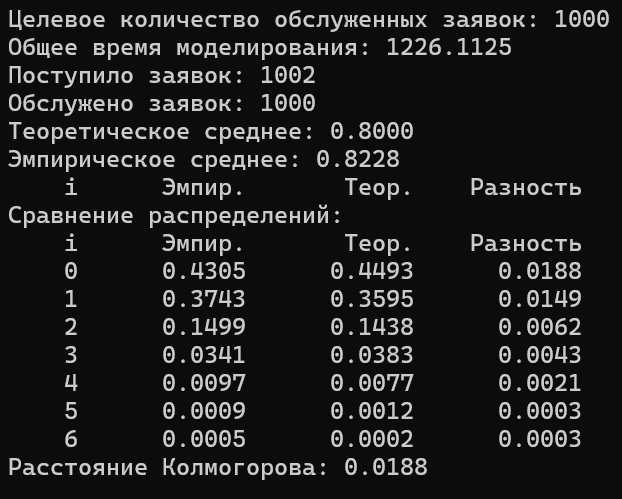 Целевое количество обслуженных заявок: 1000
Общее время моделирования: 1226.1125
Поступило заявок: 1002
Обслужено заявок: 1000
Теоретическое среднее: 0.8000
Эмпирическое среднее: 0.8228
i Эмпир. Теор. Разность
Сравнение распределений:
i Эмпир. Теор. Разность
0 0.4305 0.4493 0.0188
1 0.3743 0.3595 0.0149
2 0.1499 0.1438 0.0062
3 0.0341 0.0383 0.0043
4 0.0097 0.0077 0.0021
5 0.0009 0.0012 0.0003
6 0.0005 0.0002 0.0003
Расстояние Колмогорова: 0.0188